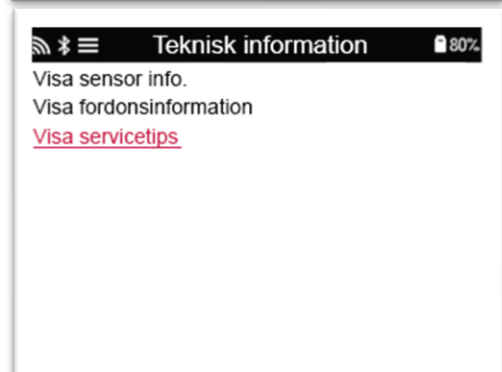 Teknisk information 80%
Visa sensor info.
Visa fordonsinformation
Visa servicetips